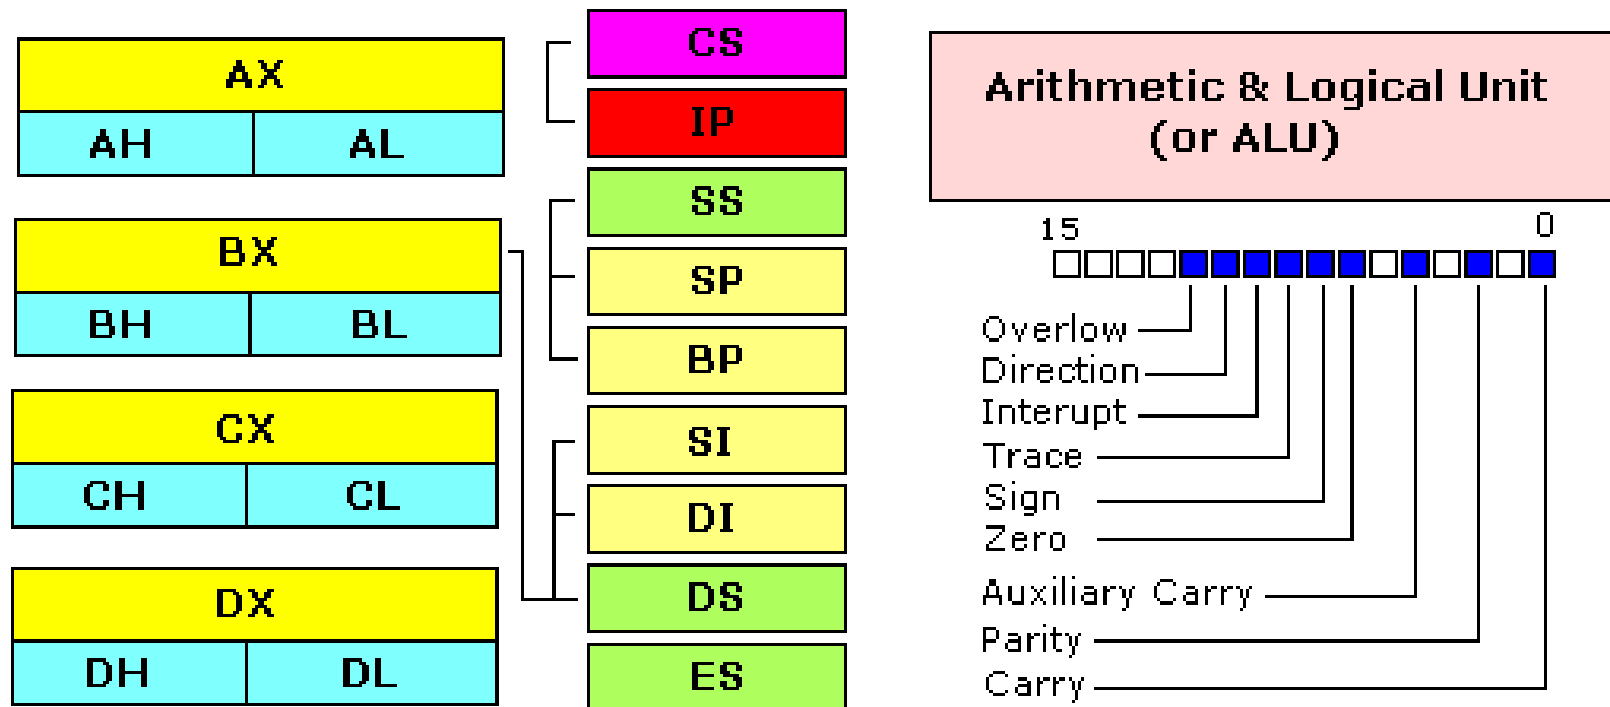 AX
AH AL
BX
BH BL
CX
CH CL
DX
DH DL
CS
IP
SS
SP
BP
SI
DI
DS
ES
Arithmetic & Logical Unit
(or ALU)
15 0
Overlow
Direction
Interupt
Trace
Sign
Zero
Auxiliary Carry
Parity
Carry